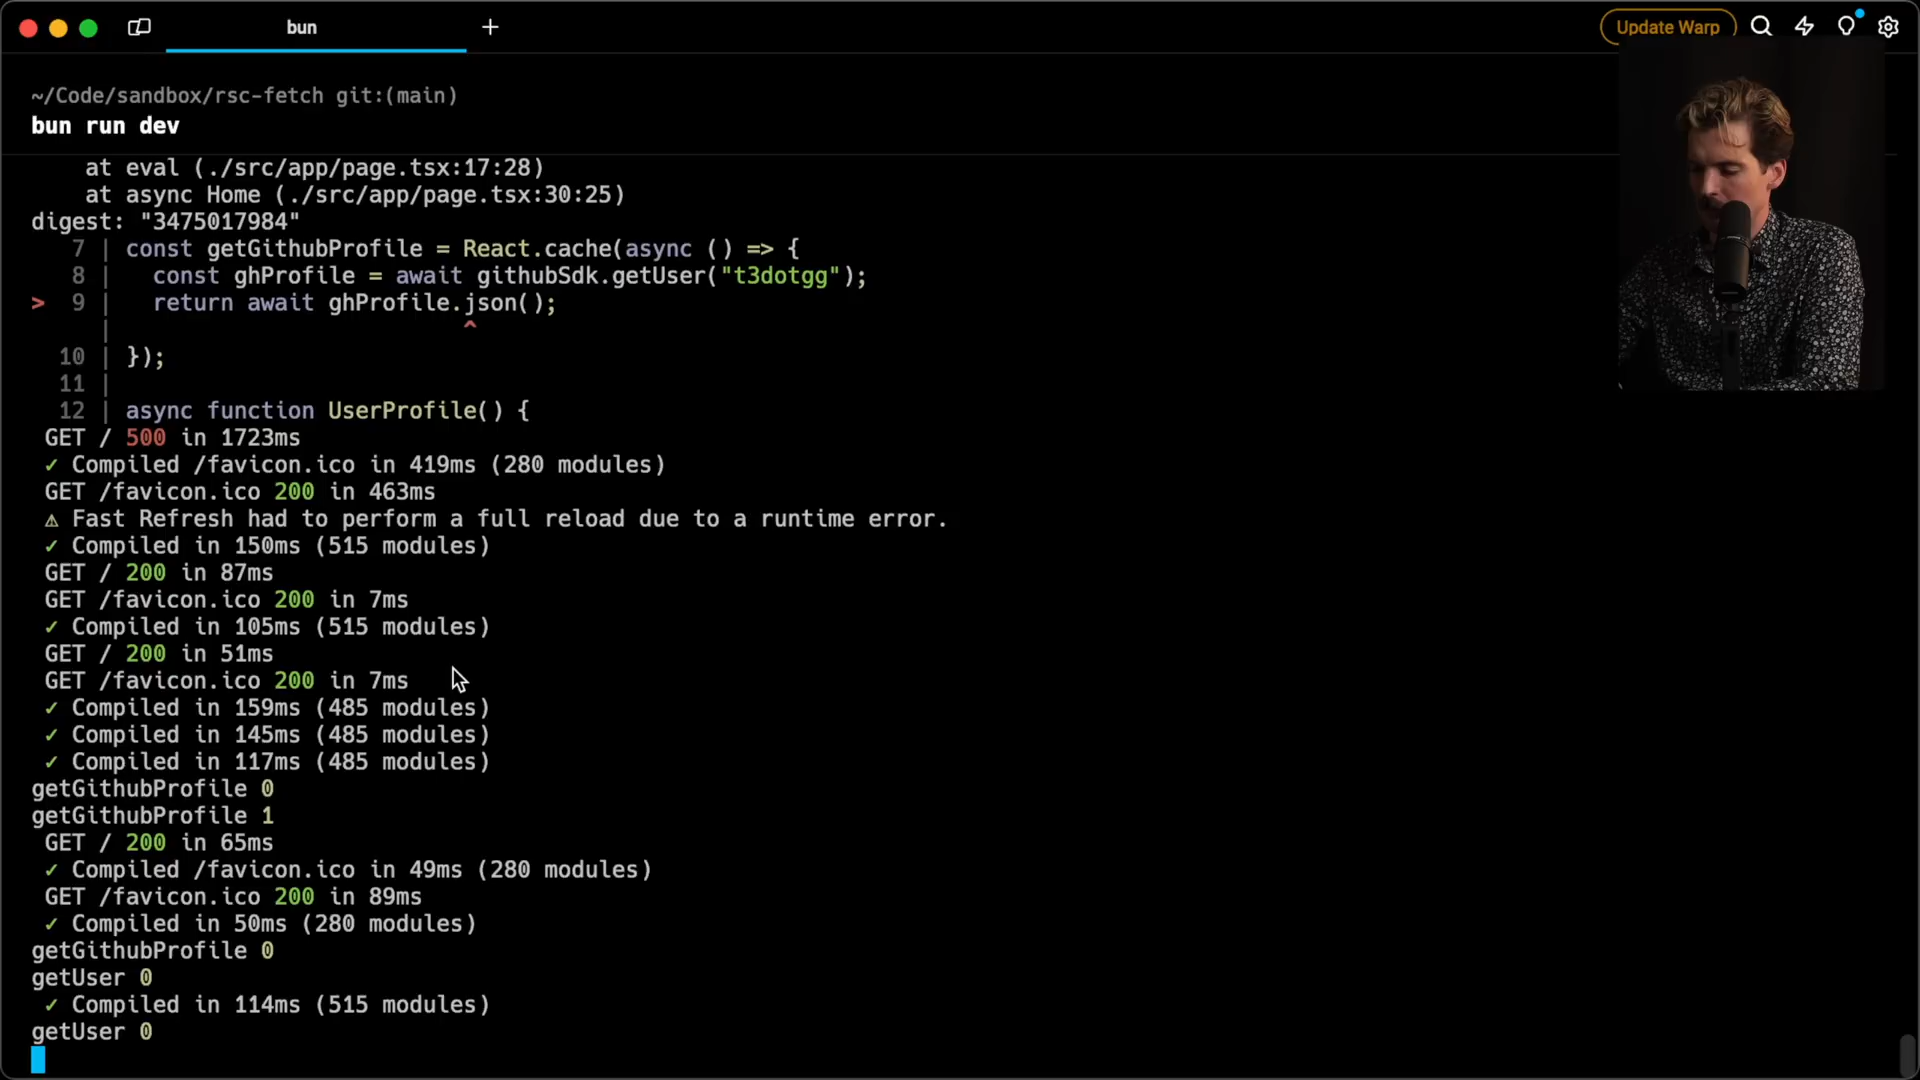 bun
Update Warp
~/Code/sandbox/rsc-fetch git:(main)
bun run dev
at eval (./src/app/page.tsx:17:28)
at async Home (./src/app/page.tsx:30:25)
digest: "3475017984"
7 | const getGithubProfile = React.cache(async () => {
8 | const ghProfile = await githubSdk.getUser("t3dotgg");
> 9 | return await ghProfile.json();
| ^
10 | });
11 |
12 | async function UserProfile() {
GET / 500 in 1723ms
✓ Compiled /favicon.ico in 419ms (280 modules)
GET /favicon.ico 200 in 463ms
⚠ Fast Refresh had to perform a full reload due to a runtime error.
✓ Compiled in 150ms (515 modules)
GET / 200 in 87ms
GET /favicon.ico 200 in 7ms
✓ Compiled in 105ms (515 modules)
GET / 200 in 51ms
GET /favicon.ico 200 in 7ms
✓ Compiled in 159ms (485 modules)
✓ Compiled in 145ms (485 modules)
✓ Compiled in 117ms (485 modules)
getGithubProfile 0
getGithubProfile 1
GET / 200 in 65ms
✓ Compiled /favicon.ico in 49ms (280 modules)
GET /favicon.ico 200 in 89ms
✓ Compiled in 50ms (280 modules)
getGithubProfile 0
getUser 0
✓ Compiled in 114ms (515 modules)
getUser 0